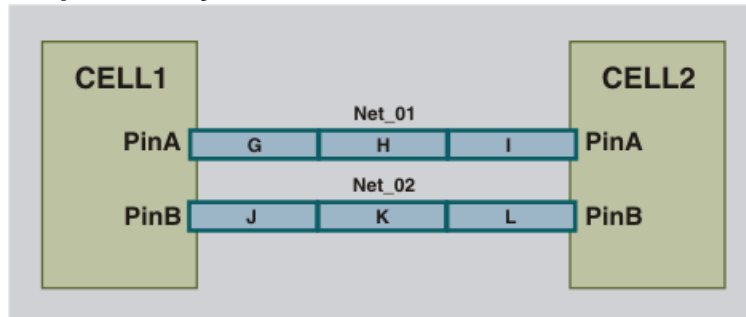 CELL1
CELL2
Net_01
PinA G H I PinA
Net_02
PinB J K L PinB